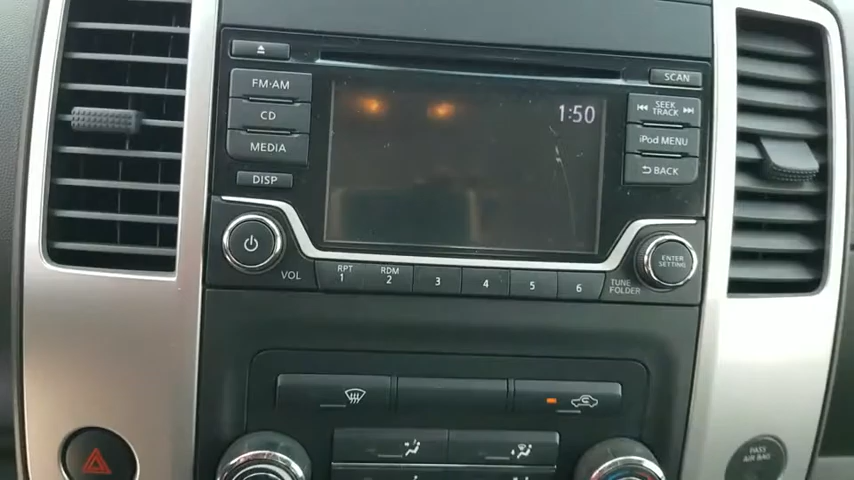 FM·AM
CD
MEDIA
DISP
VOL
1:50
SCAN
SEEK
TRACK
iPod MENU
BACK
ENTER
SETTING
TUNE
FOLDER
RPT
1
RDM
2
3
4
5
6
PASS
AIR BAG